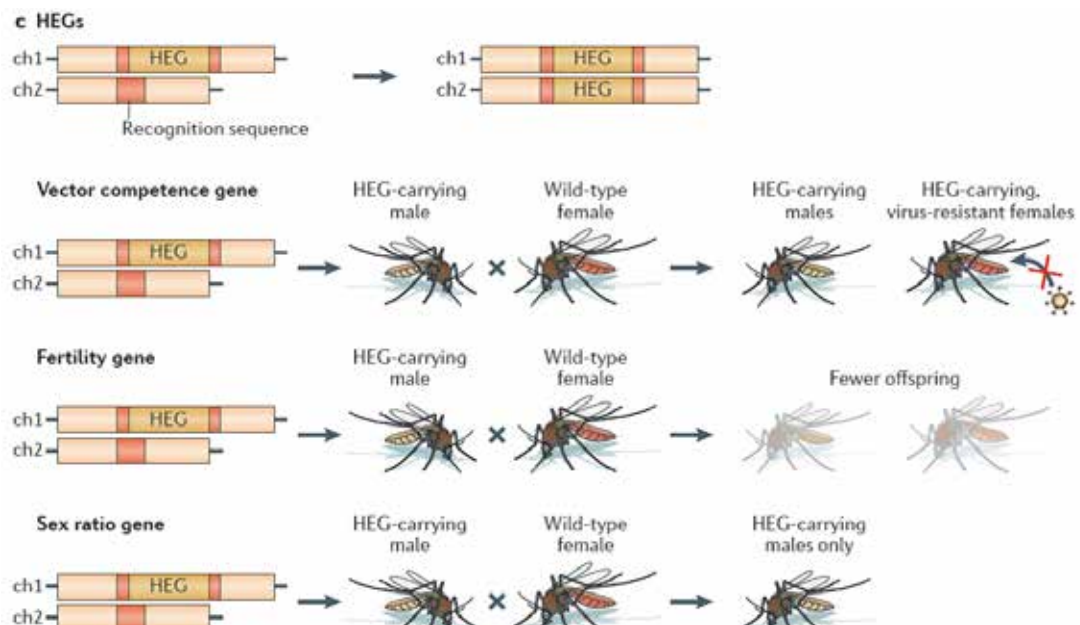 c HEGs
ch1 HEG ch1 HEG
ch2 ch2 HEG
Recognition sequence
Vector competence gene
HEG-carrying male
Wild-type female
HEG-carrying males
HEG-carrying, virus-resistant females
ch1 HEG
ch2
×
Fertility gene
HEG-carrying male
Wild-type female
Fewer offspring
ch1 HEG
ch2
×
Sex ratio gene
HEG-carrying male
Wild-type female
HEG-carrying males only
ch1 HEG
ch2
×